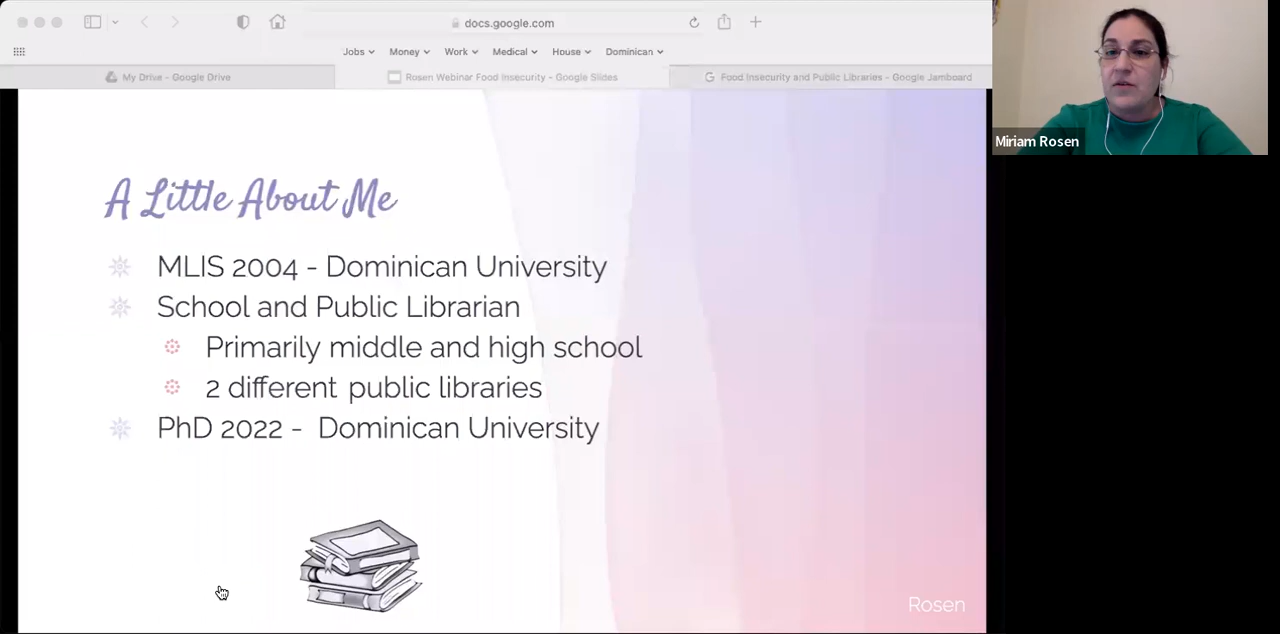 docs.google.com
Jobs Money Work Medical House Dominican
My Drive - Google Drive
Rosen Webinar Food Insecurity - Google Slides
Food Insecurity and Public Libraries - Google Jamboard
Miriam Rosen
A Little About Me
MLIS 2004 - Dominican University
School and Public Librarian
Primarily middle and high school
2 different public libraries
PhD 2022 - Dominican University
Rosen